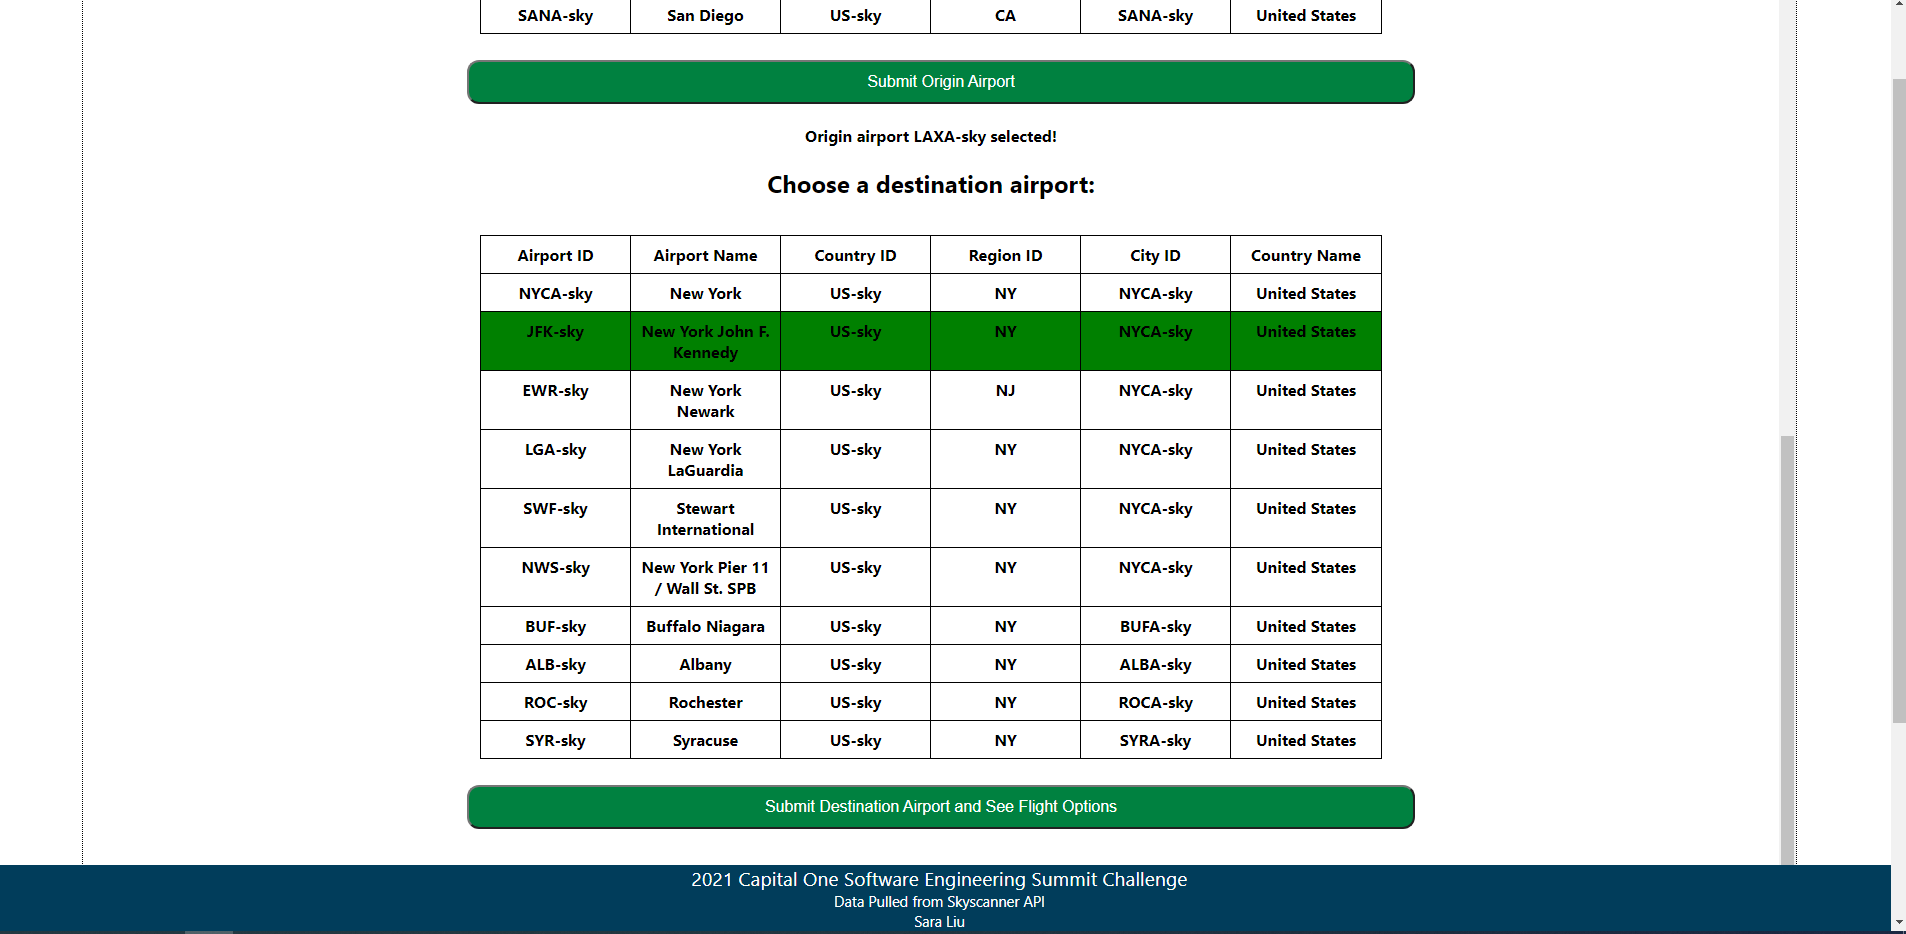 SANA-sky San Diego US-sky CA SANA-sky United States
Submit Origin Airport
Origin airport LAXA-sky selected!
Choose a destination airport:
Airport ID Airport Name Country ID Region ID City ID Country Name
NYCA-sky New York US-sky NY NYCA-sky United States
JFK-sky New York John F. US-sky NY NYCA-sky United States
Kennedy
EWR-sky New York US-sky NJ NYCA-sky United States
Newark
LGA-sky New York US-sky NY NYCA-sky United States
LaGuardia
SWF-sky Stewart US-sky NY NYCA-sky United States
International
NWS-sky New York Pier 11 US-sky NY NYCA-sky United States
/ Wall St. SPB
BUF-sky Buffalo Niagara US-sky NY BUFA-sky United States
ALB-sky Albany US-sky NY ALBA-sky United States
ROC-sky Rochester US-sky NY ROCA-sky United States
SYR-sky Syracuse US-sky NY SYRA-sky United States
Submit Destination Airport and See Flight Options
2021 Capital One Software Engineering Summit Challenge
Data Pulled from Skyscanner API
Sara Liu